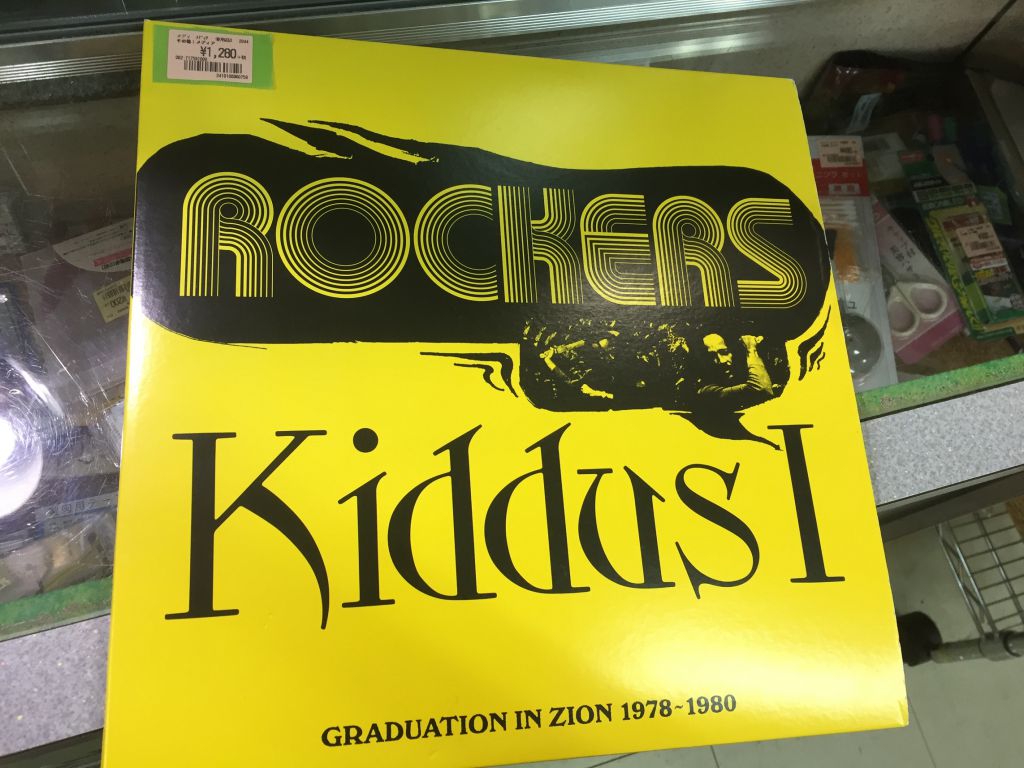 ¥1,280
ROCKERS
Kiddus I
GRADUATION IN ZION 1978~1980